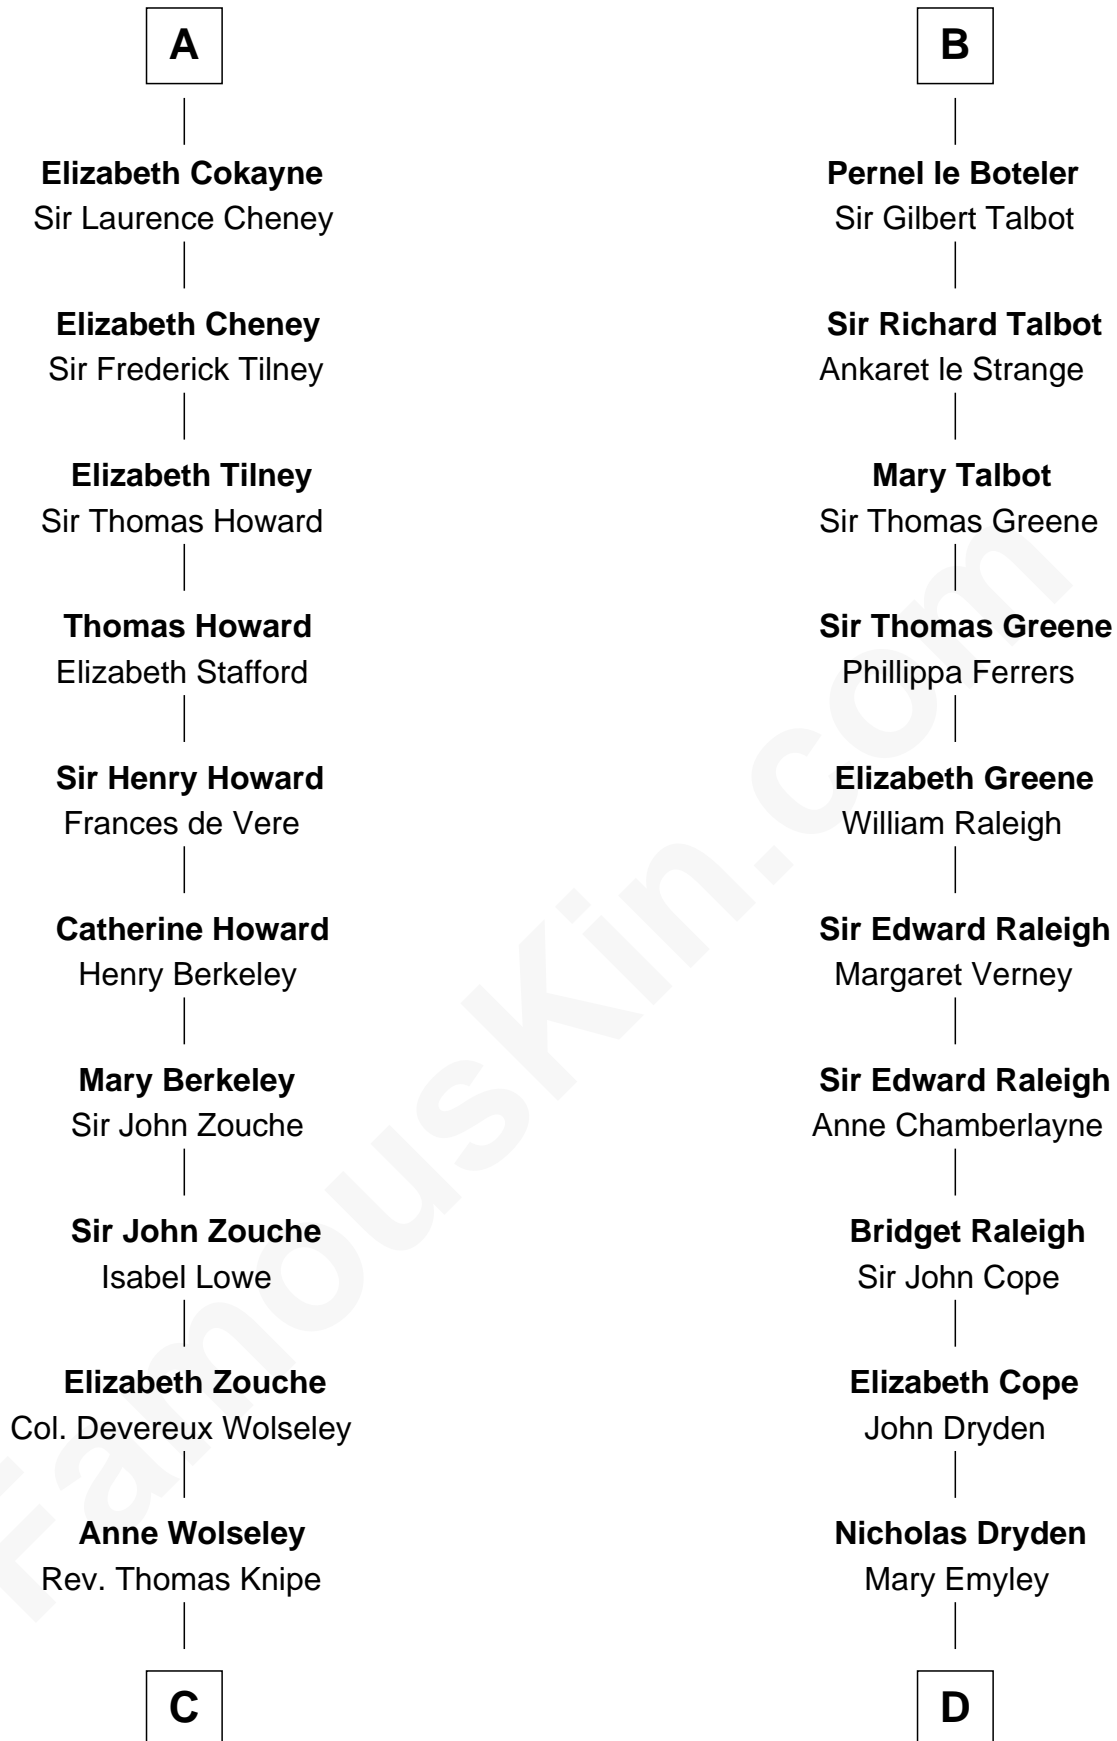 A
Elizabeth Cokayne
Sir Laurence Cheney
Elizabeth Cheney
Sir Frederick Tilney
Elizabeth Tilney
Sir Thomas Howard
Thomas Howard
Elizabeth Stafford
Sir Henry Howard
Frances de Vere
Catherine Howard
Henry Berkeley
Mary Berkeley
Sir John Zouche
Sir John Zouche
Isabel Lowe
Elizabeth Zouche
Col. Devereux Wolseley
Anne Wolseley
Rev. Thomas Knipe
C
B
Pernel le Boteler
Sir Gilbert Talbot
Sir Richard Talbot
Ankaret le Strange
Mary Talbot
Sir Thomas Greene
Sir Thomas Greene
Phillippa Ferrers
Elizabeth Greene
William Raleigh
Sir Edward Raleigh
Margaret Verney
Sir Edward Raleigh
Anne Chamberlayne
Bridget Raleigh
Sir John Cope
Elizabeth Cope
John Dryden
Nicholas Dryden
Mary Emyley
D
FamousKin.com